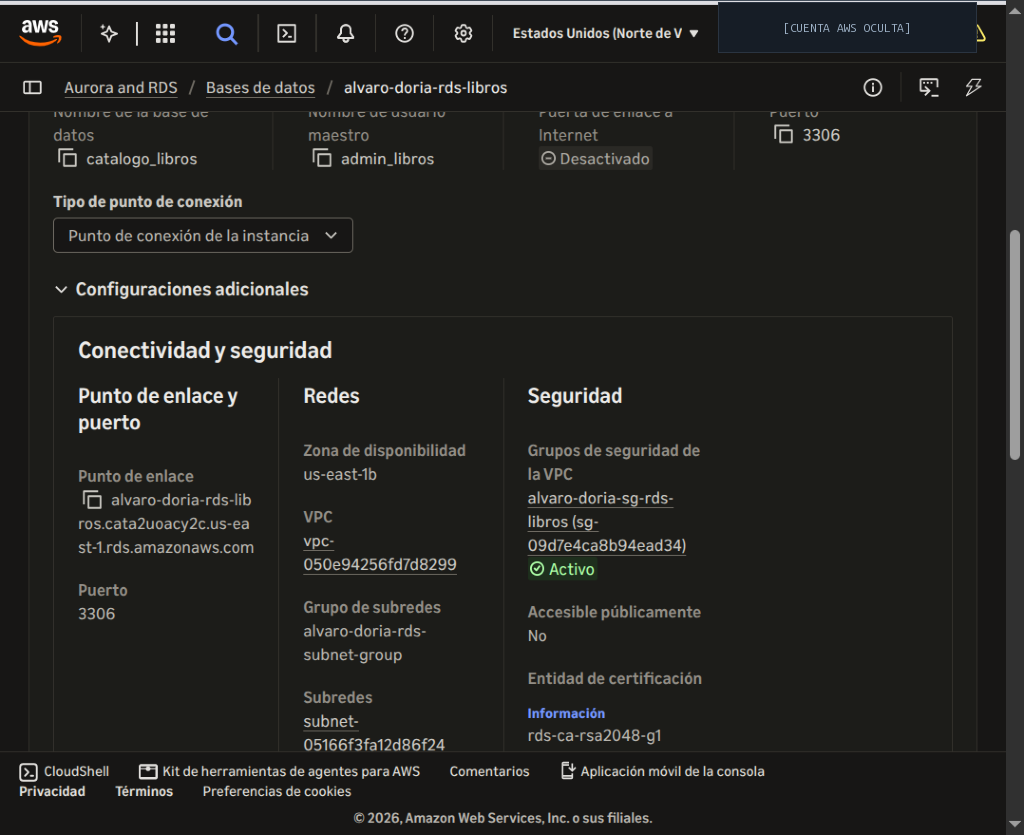 aws
Estados Unidos (Norte de V
[CUENTA AWS OCULTA]
Aurora and RDS / Bases de datos / alvaro-doria-rds-libros
Nombre de la base de
datos
catalogo_libros
Nombre de usuario
maestro
admin_libros
Puerta de enlace a
Internet
Desactivado
Puerto
3306
Tipo de punto de conexión
Punto de conexión de la instancia
Configuraciones adicionales
Conectividad y seguridad
Punto de enlace y
puerto
Punto de enlace
alvaro-doria-rds-lib
ros.cata2uoacy2c.us-ea
st-1.rds.amazonaws.com
Puerto
3306
Redes
Zona de disponibilidad
us-east-1b
VPC
vpc-
050e94256fd7d8299
Grupo de subredes
alvaro-doria-rds-
subnet-group
Subredes
subnet-
05166f3fa12d86f24
Seguridad
Grupos de seguridad de
la VPC
alvaro-doria-sg-rds-
libros (sg-
09d7e4ca8b94ead34)
Activo
Accesible públicamente
No
Entidad de certificación
Información
rds-ca-rsa2048-g1
CloudShell
Kit de herramientas de agentes para AWS
Comentarios
Aplicación móvil de la consola
Privacidad
Términos
Preferencias de cookies
© 2026, Amazon Web Services, Inc. o sus filiales.